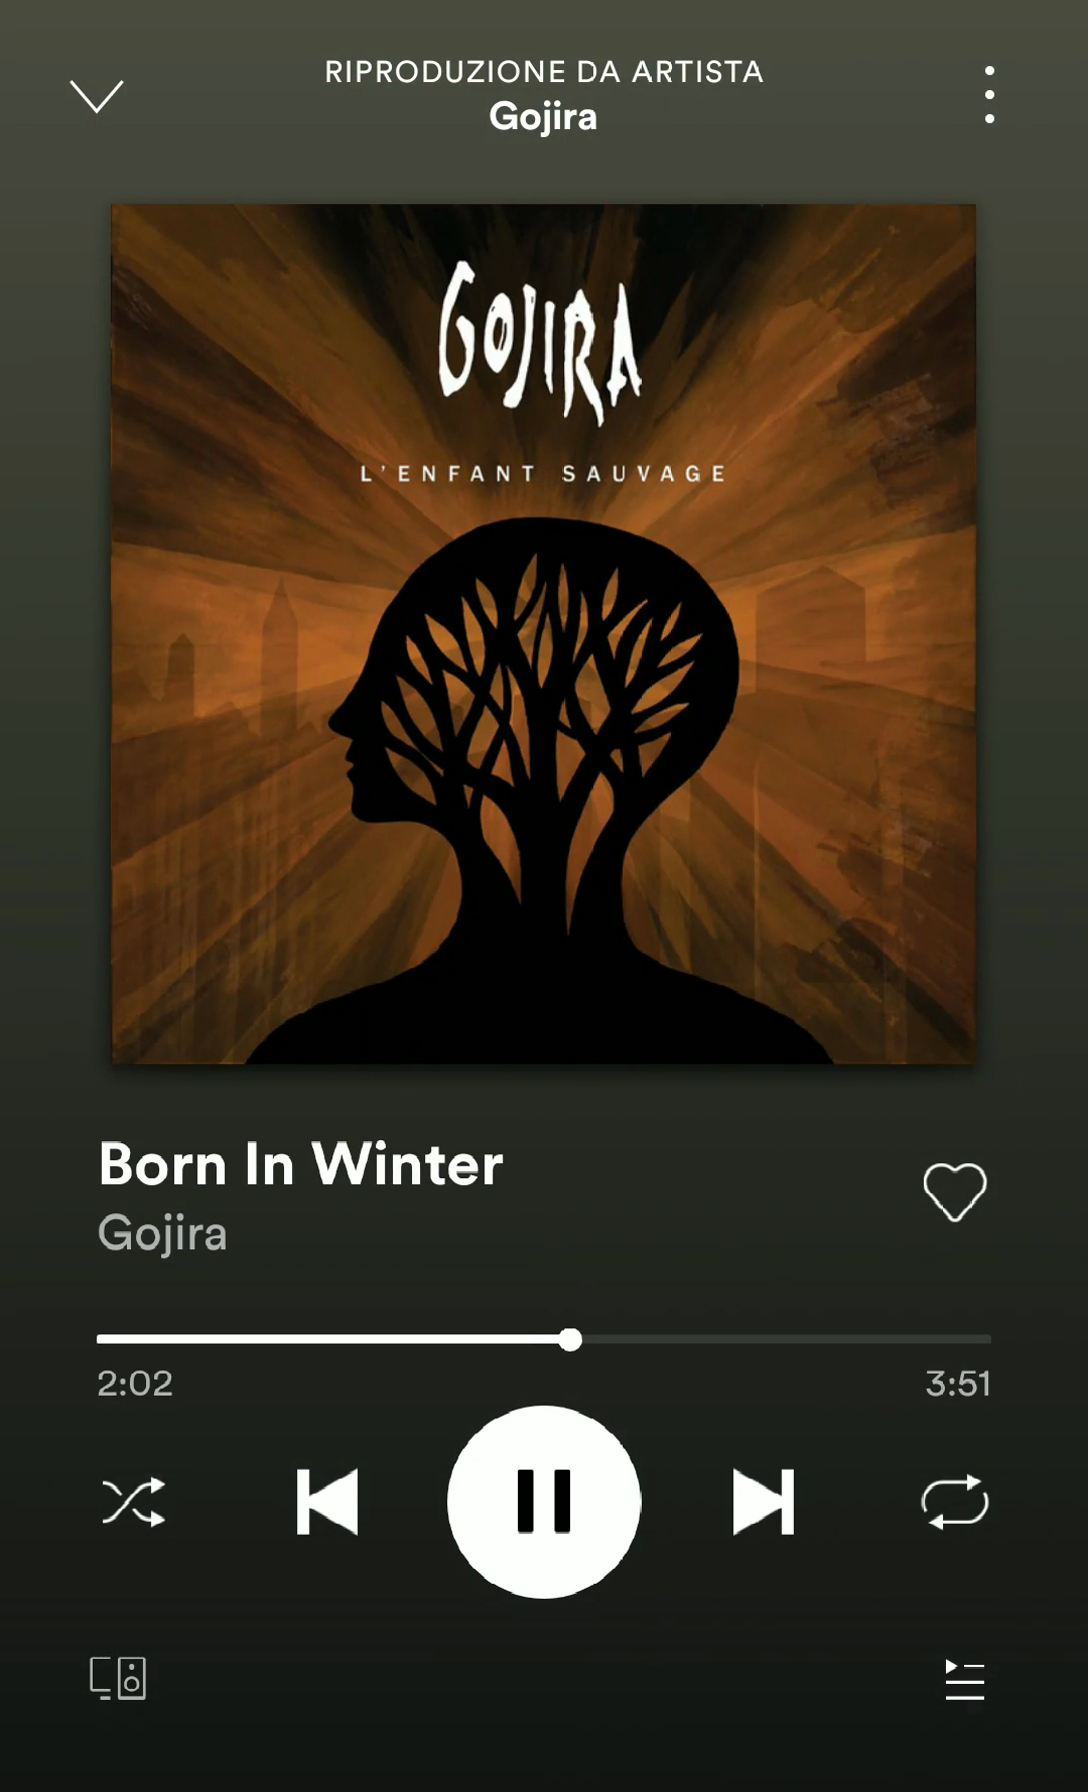 RIPRODUZIONE DA ARTISTA
Gojira
GOJIRA
L'ENFANT SAUVAGE
Born In Winter
Gojira
2:02
3:51